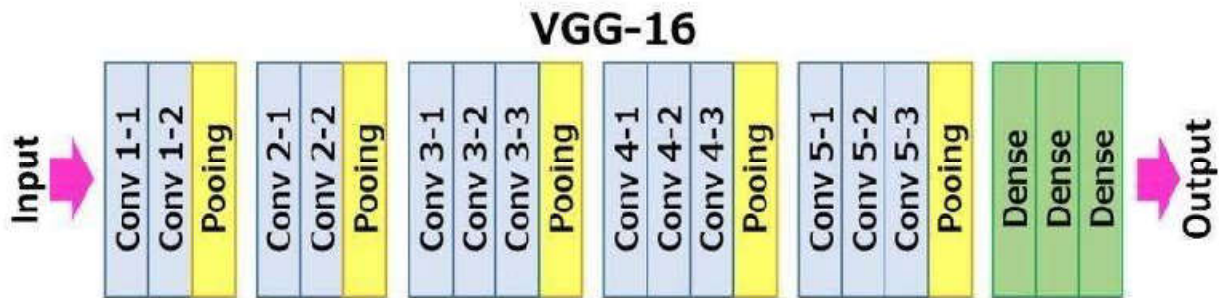 VGG-16
Input
Conv 1-1
Conv 1-2
Pooing
Conv 2-1
Conv 2-2
Pooing
Conv 3-1
Conv 3-2
Conv 3-3
Pooing
Conv 4-1
Conv 4-2
Conv 4-3
Pooing
Conv 5-1
Conv 5-2
Conv 5-3
Pooing
Dense
Dense
Dense
Output